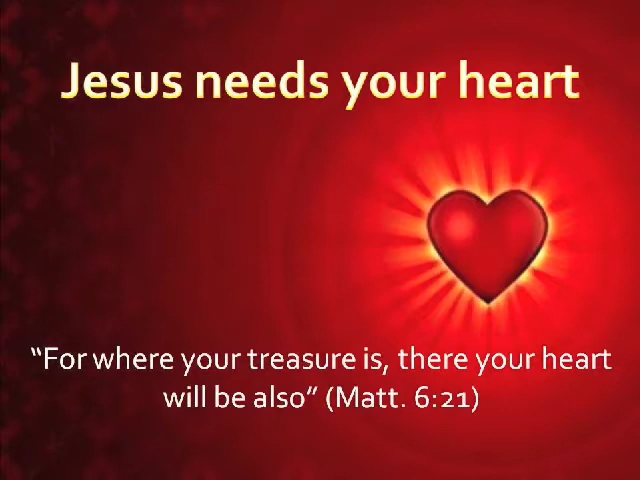 Jesus needs your heart
“For where your treasure is, there your heart
will be also” (Matt. 6:21)